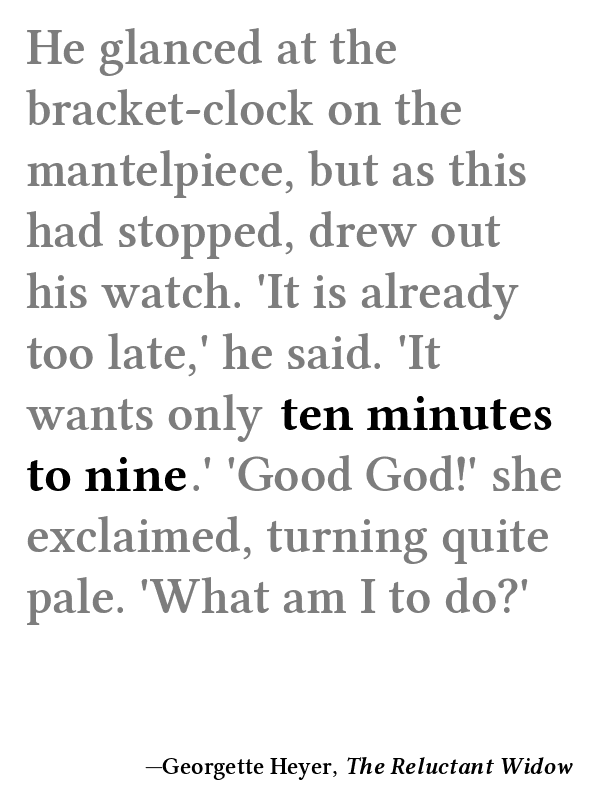 He glanced at the
bracket-clock on the
mantelpiece, but as this
had stopped, drew out
his watch. 'It is already
too late,' he said. 'It
wants only ten minutes
to nine.' 'Good God!' she
exclaimed, turning quite
pale. 'What am I to do?'
—Georgette Heyer, The Reluctant Widow